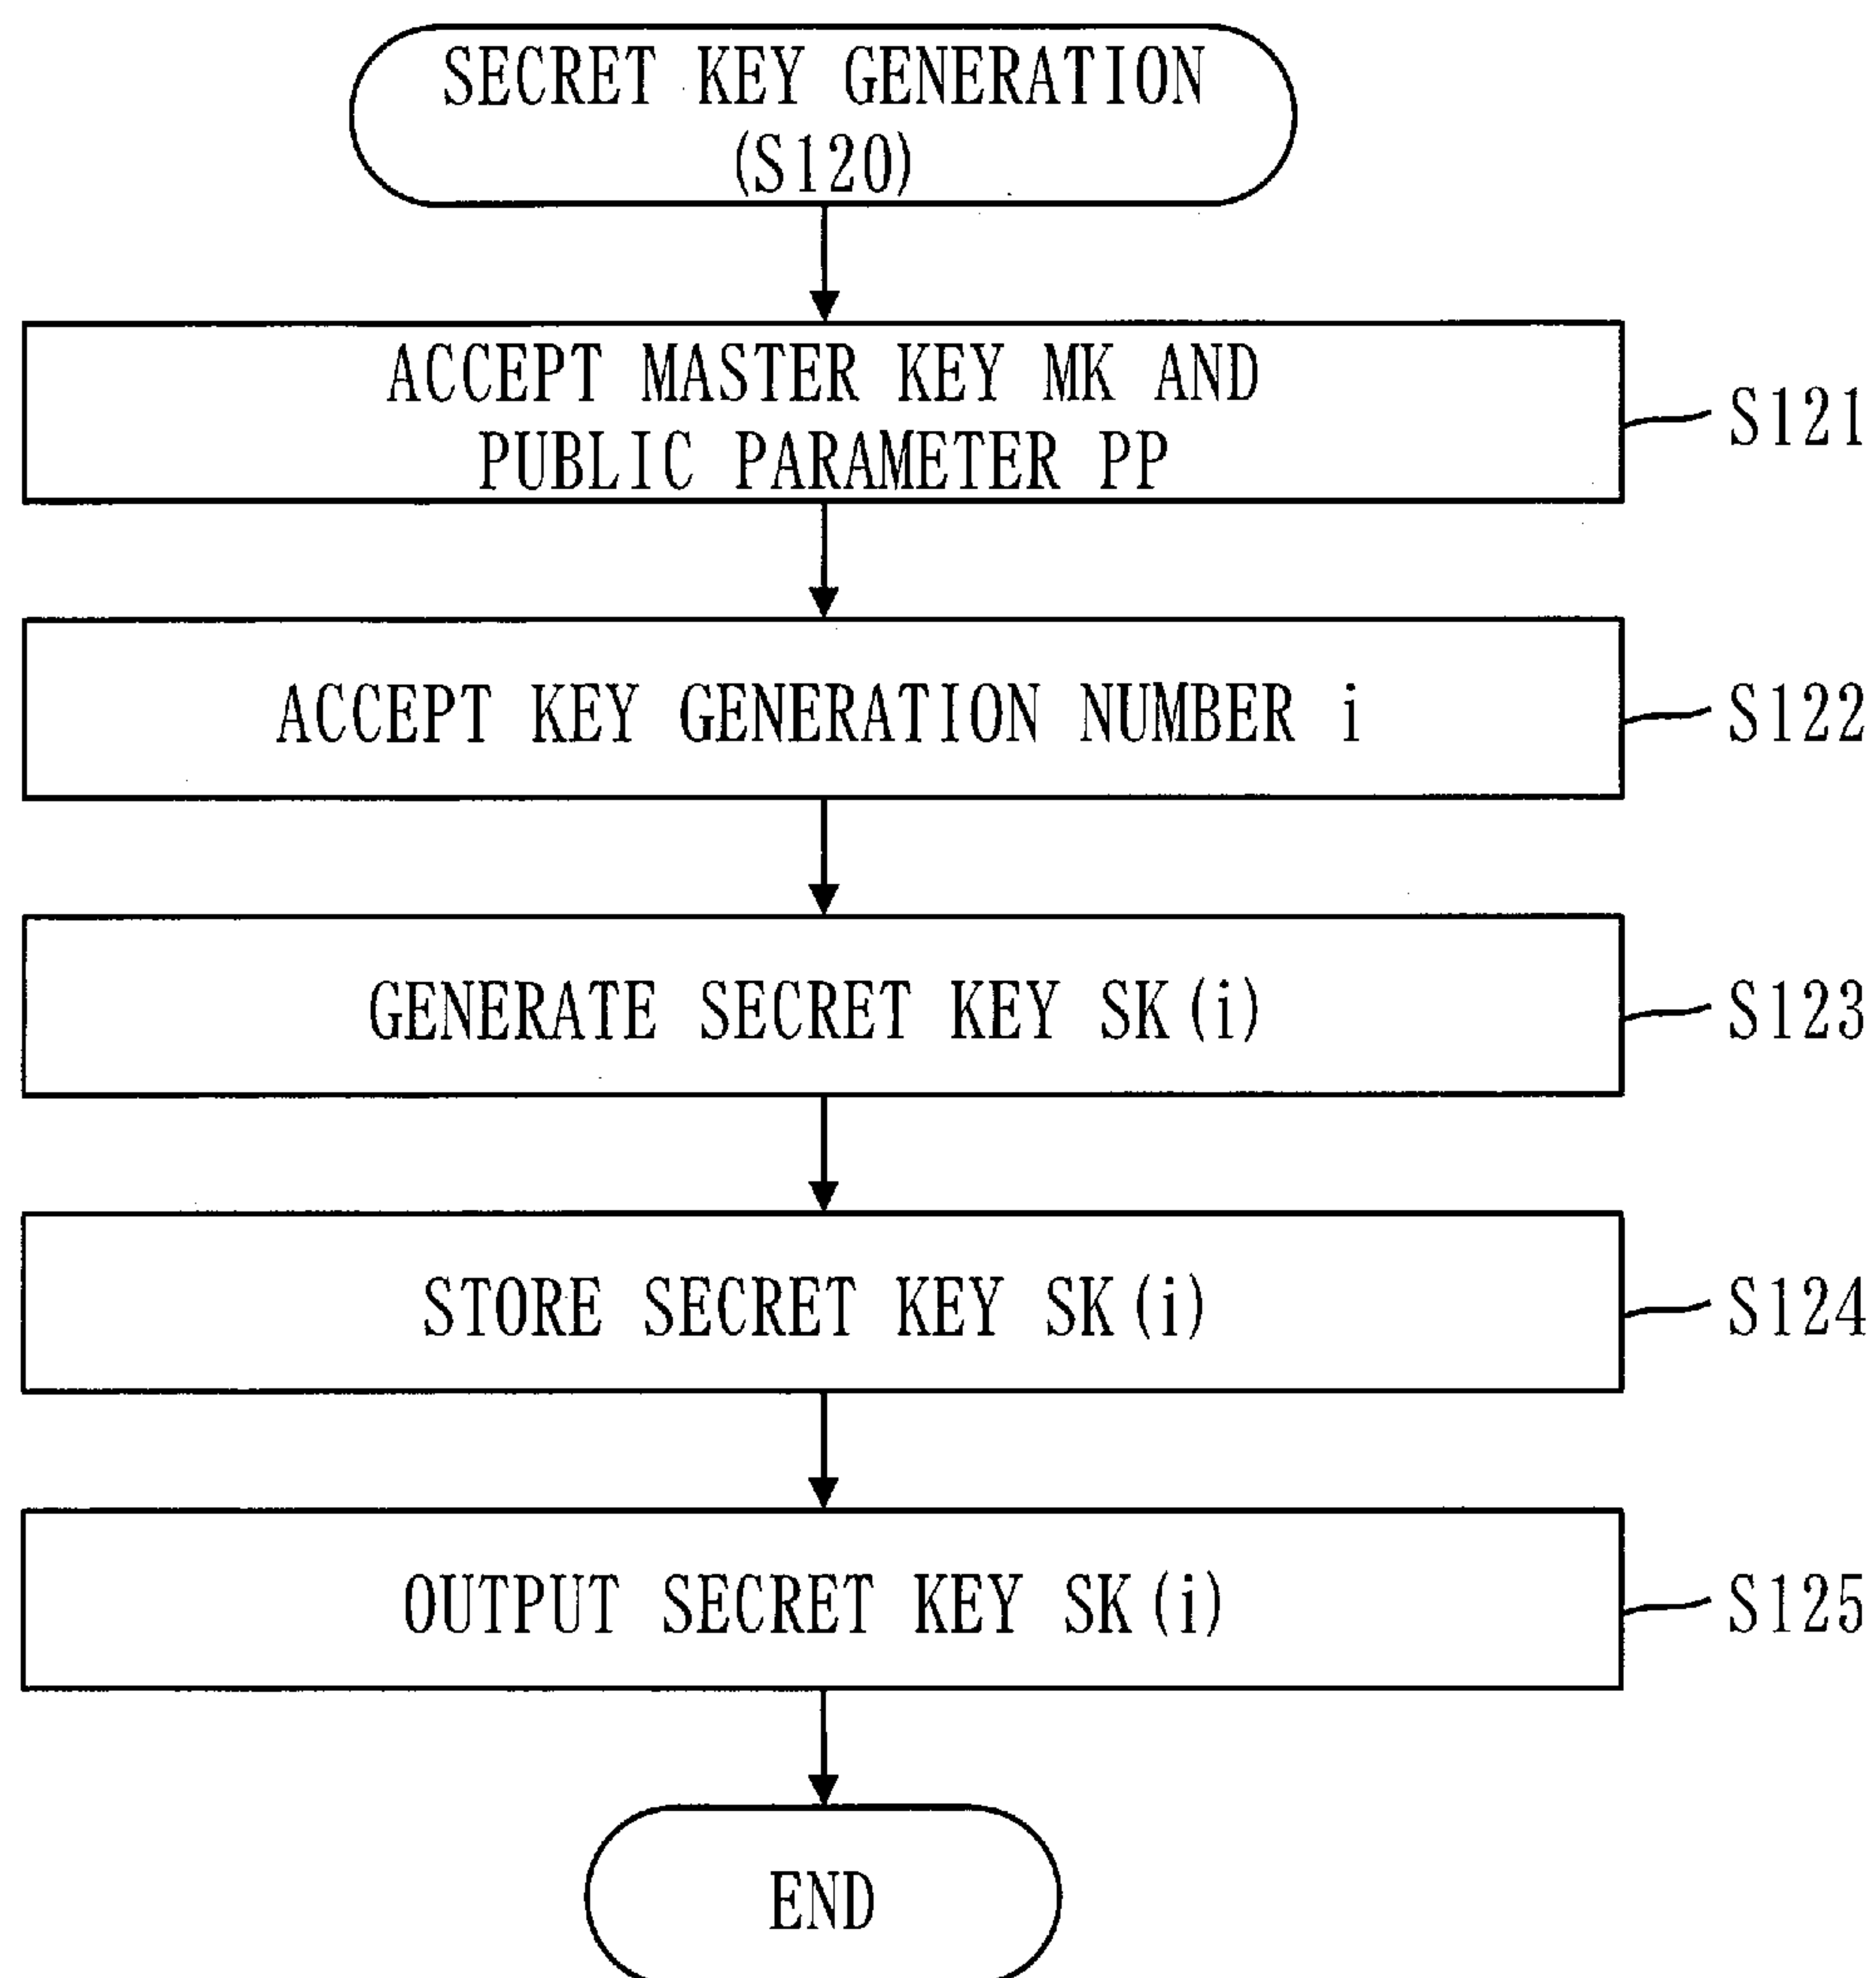 SECRET KEY GENERATION
(S120)
ACCEPT MASTER KEY MK AND
PUBLIC PARAMETER PP
S121
ACCEPT KEY GENERATION NUMBER i
S122
GENERATE SECRET KEY SK(i)
S123
STORE SECRET KEY SK(i)
S124
OUTPUT SECRET KEY SK(i)
S125
END